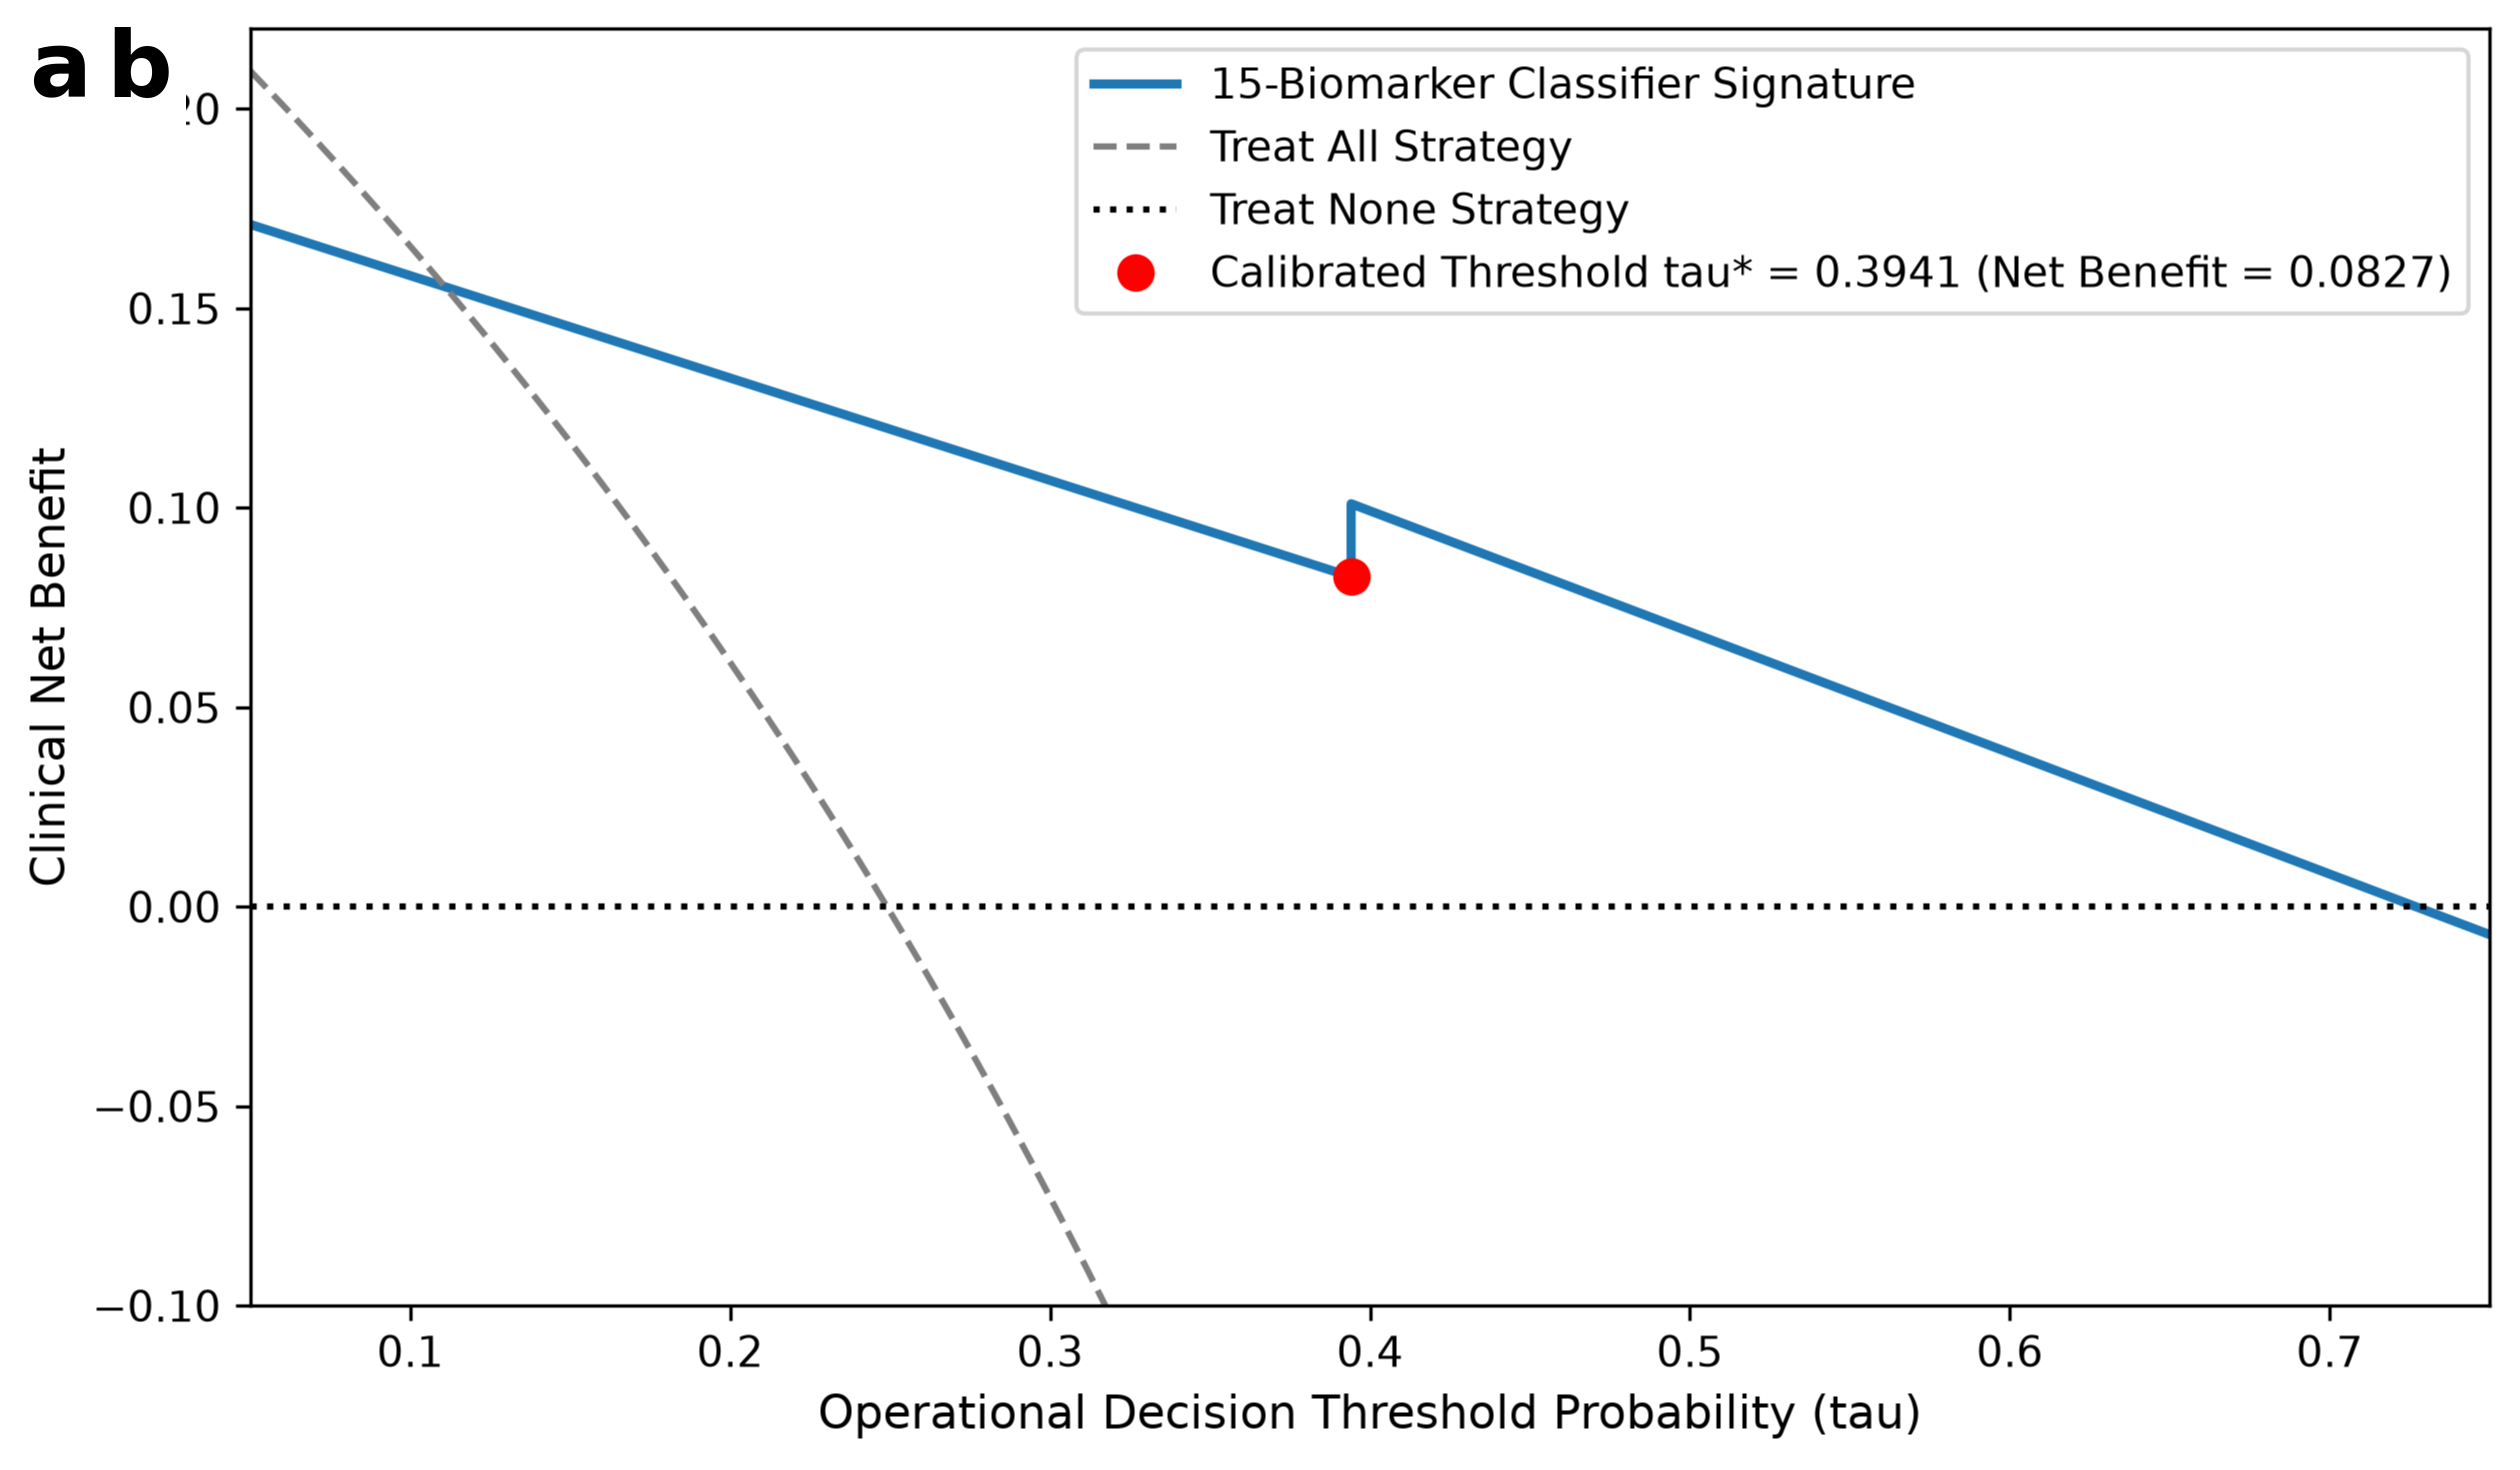 a b
15-Biomarker Classifier Signature
Treat All Strategy
Treat None Strategy
Calibrated Threshold tau* = 0.3941 (Net Benefit = 0.0827)
Clinical Net Benefit
20
0.15
0.10
0.05
0.00
−0.05
−0.10
0.1 0.2 0.3 0.4 0.5 0.6 0.7
Operational Decision Threshold Probability (tau)